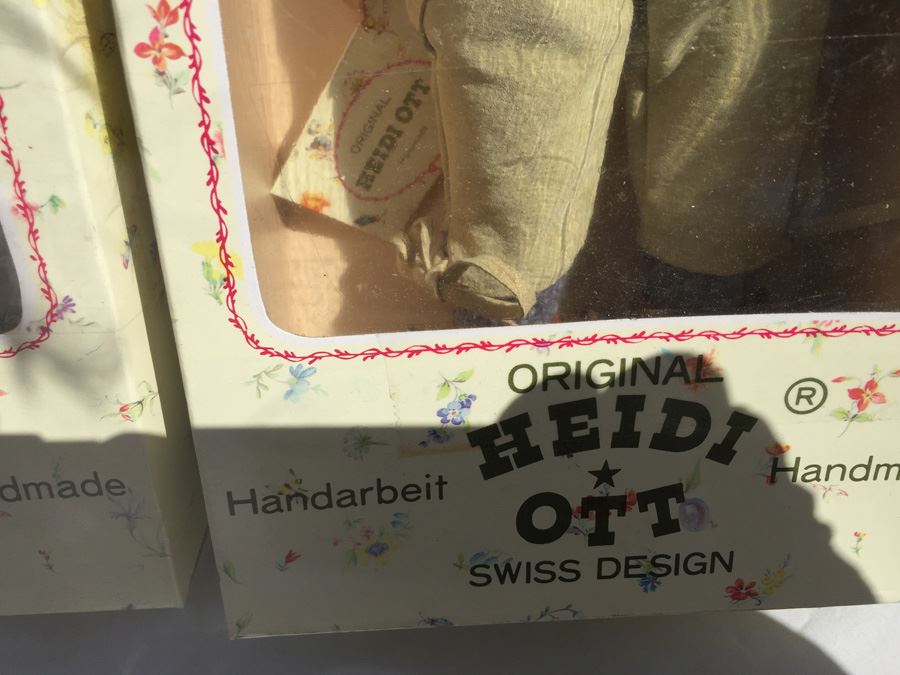 ORIGINAL
HEIDI OTT
ORIGINAL
HEIDI
OTT
SWISS DESIGN
®
Handarbeit
Handm
dmade